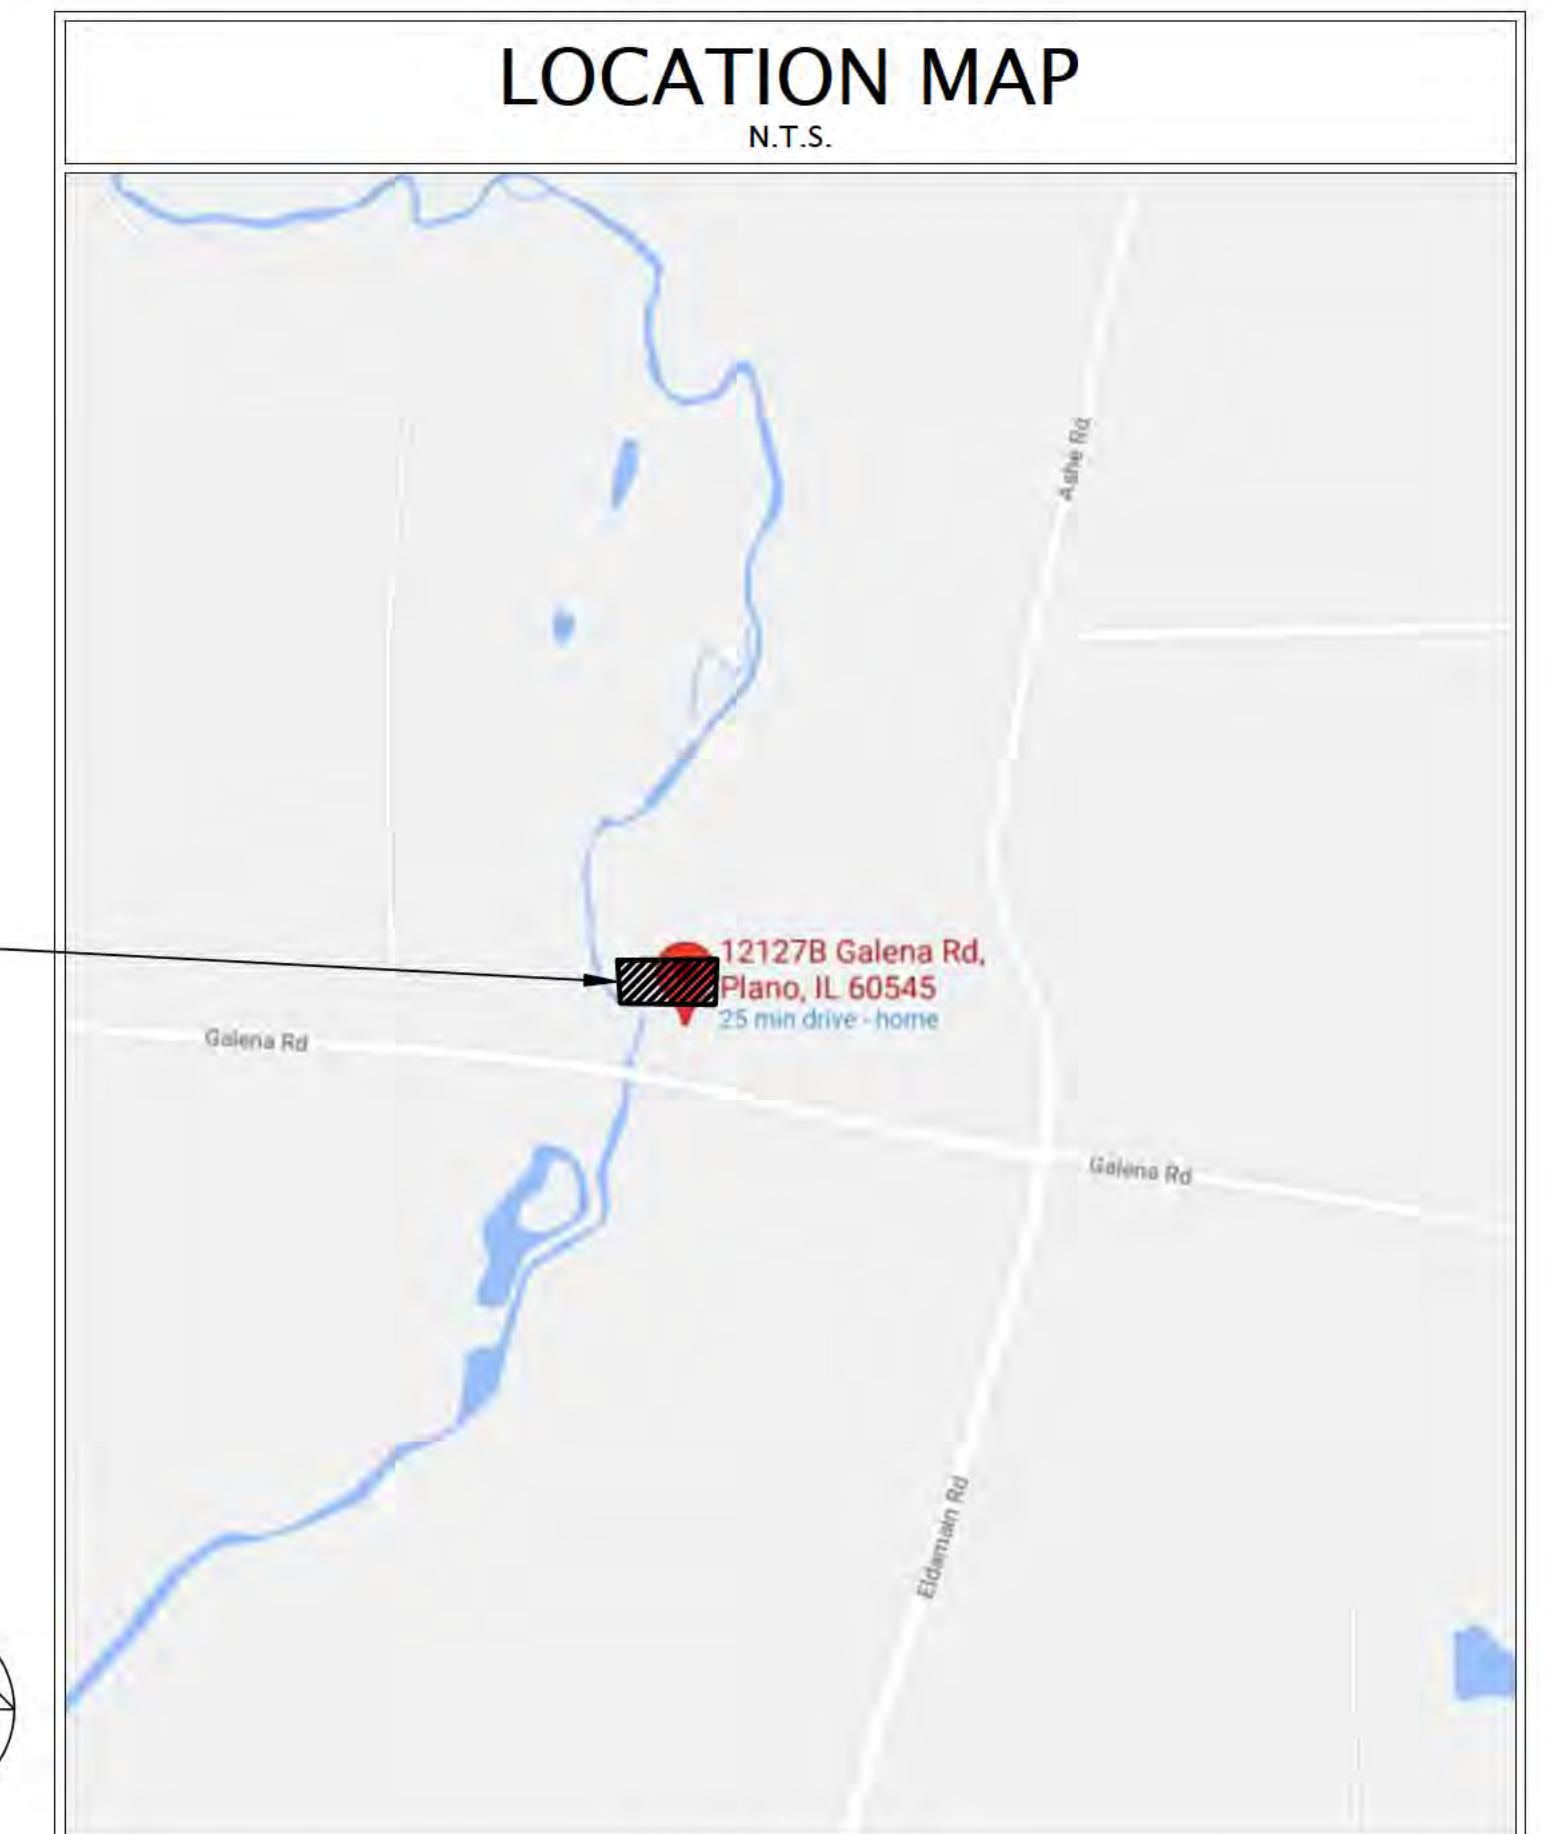 LOCATION MAP
N.T.S.
Ashe Rd
12127B Galena Rd,
Plano, IL 60545
25 min drive - home
Galena Rd
Galena Rd
Eldamain Rd